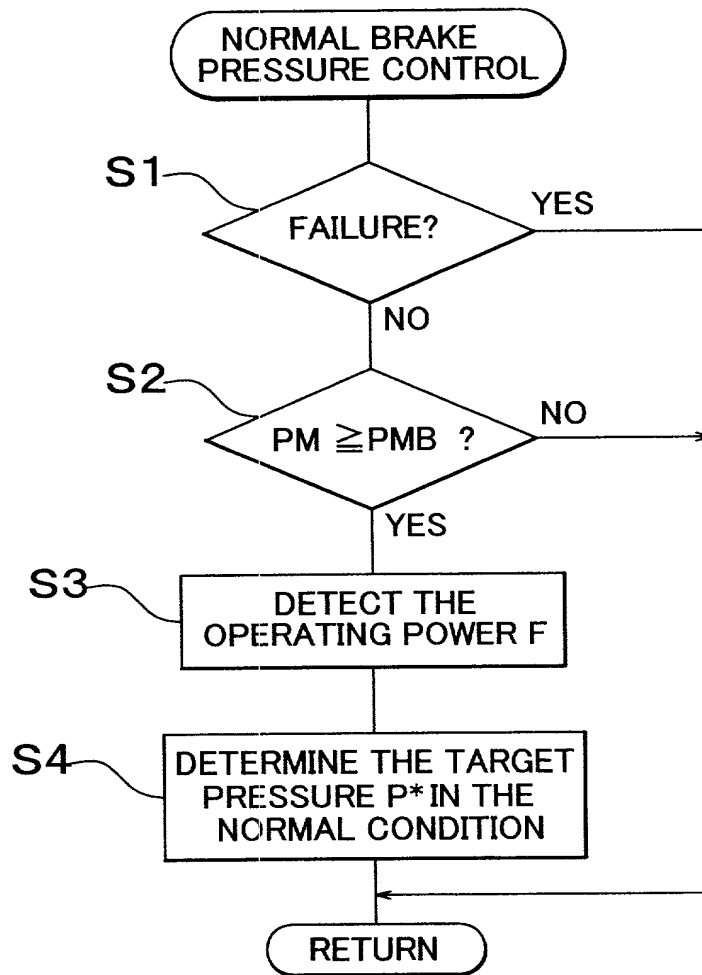 NORMAL BRAKE
PRESSURE CONTROL
S1
FAILURE?
YES
NO
S2
PM ≧PMB ?
NO
YES
S3
DETECT THE
OPERATING POWER F
S4
DETERMINE THE TARGET
PRESSURE P* IN THE
NORMAL CONDITION
RETURN